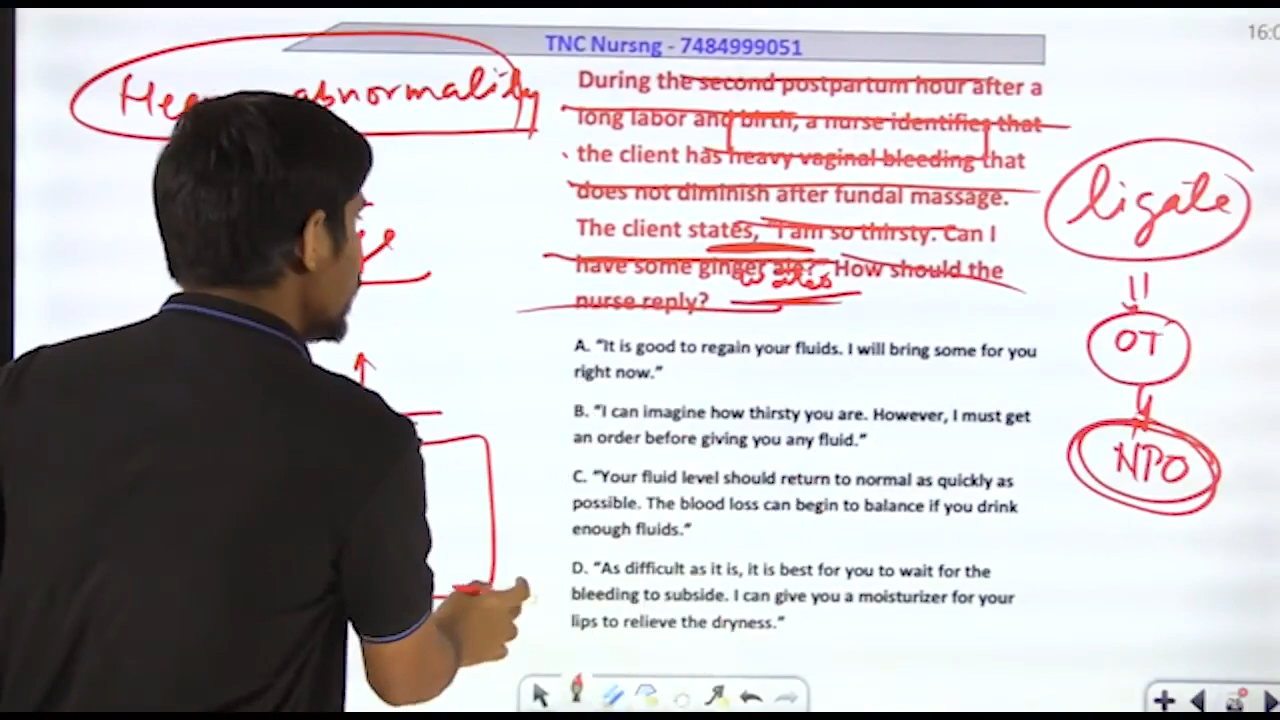 TNC Nursng - 7484999051
16:0
abnormality
During the second postpartum hour after a
long labor and birth, a nurse identifies that
the client has heavy vaginal bleeding that
does not diminish after fundal massage.
The client states, "I am so thirsty. Can I
have some ginger ale? How should the
nurse reply?
water
A. "It is good to regain your fluids. I will bring some for you
right now."
B. "I can imagine how thirsty you are. However, I must get
an order before giving you any fluid."
C. "Your fluid level should return to normal as quickly as
possible. The blood loss can begin to balance if you drink
enough fluids."
D. "As difficult as it is, it is best for you to wait for the
bleeding to subside. I can give you a moisturizer for your
lips to relieve the dryness."
ligate
OT
NPO